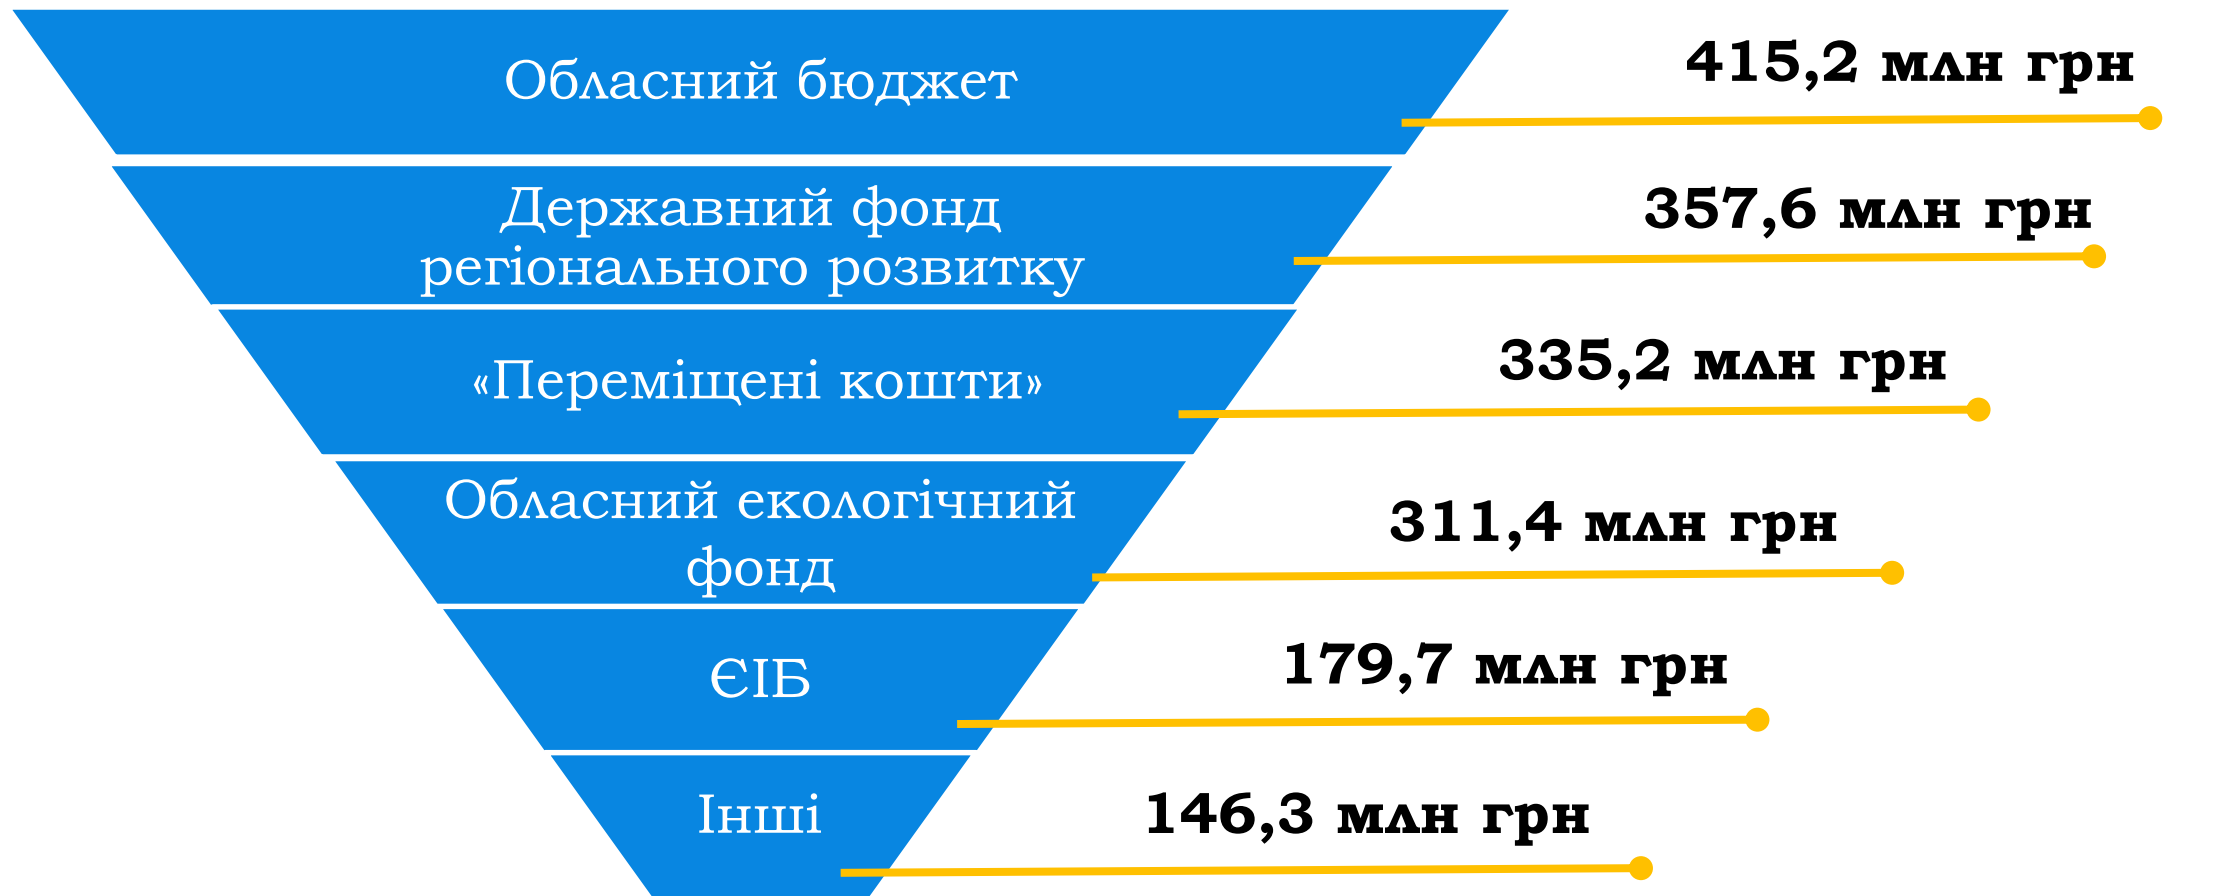 Обласний бюджет
415,2 млн грн
Державний фонд
регіонального розвитку
357,6 млн грн
«Переміщені кошти»
335,2 млн грн
Обласний екологічний
фонд
311,4 млн грн
ЄІБ
179,7 млн грн
Інші
146,3 млн грн